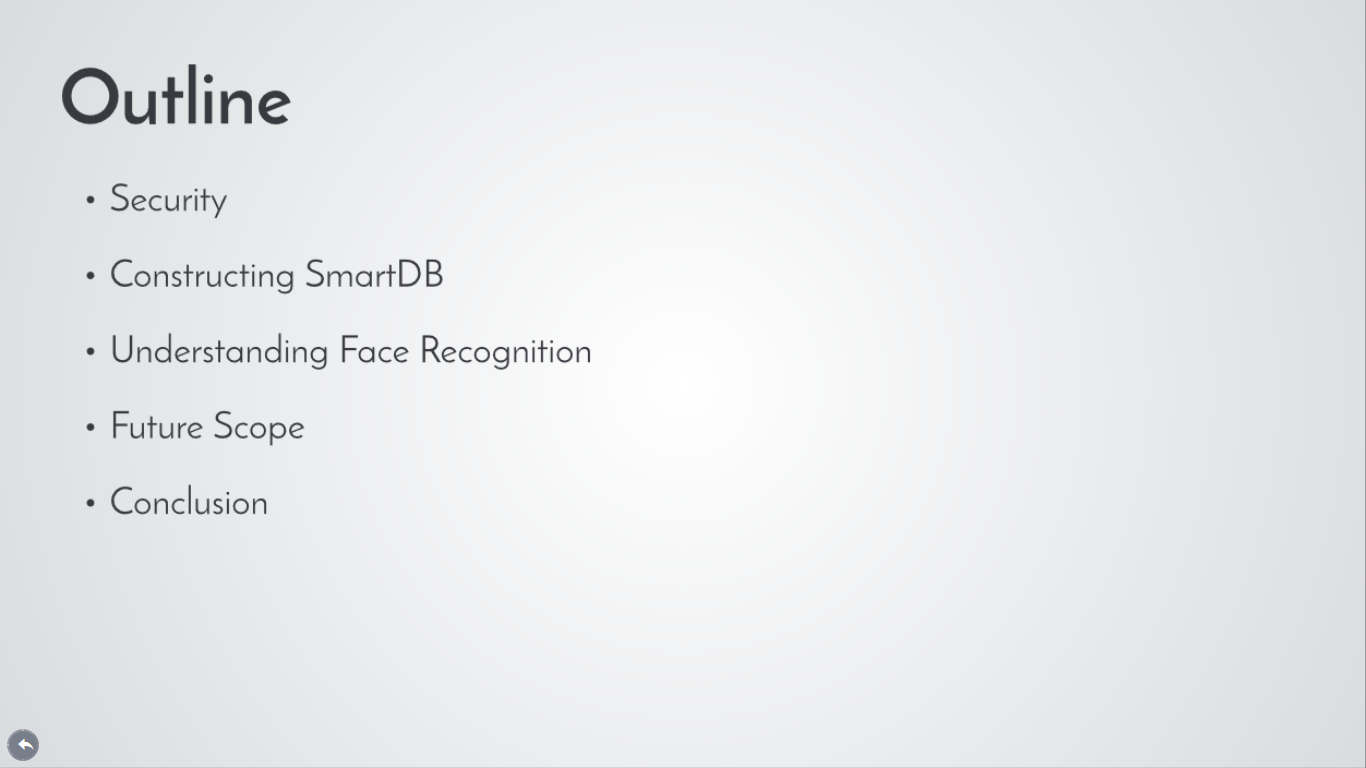 Outline
• Security
• Constructing SmartDB
• Understanding Face Recognition
• Future Scope
• Conclusion